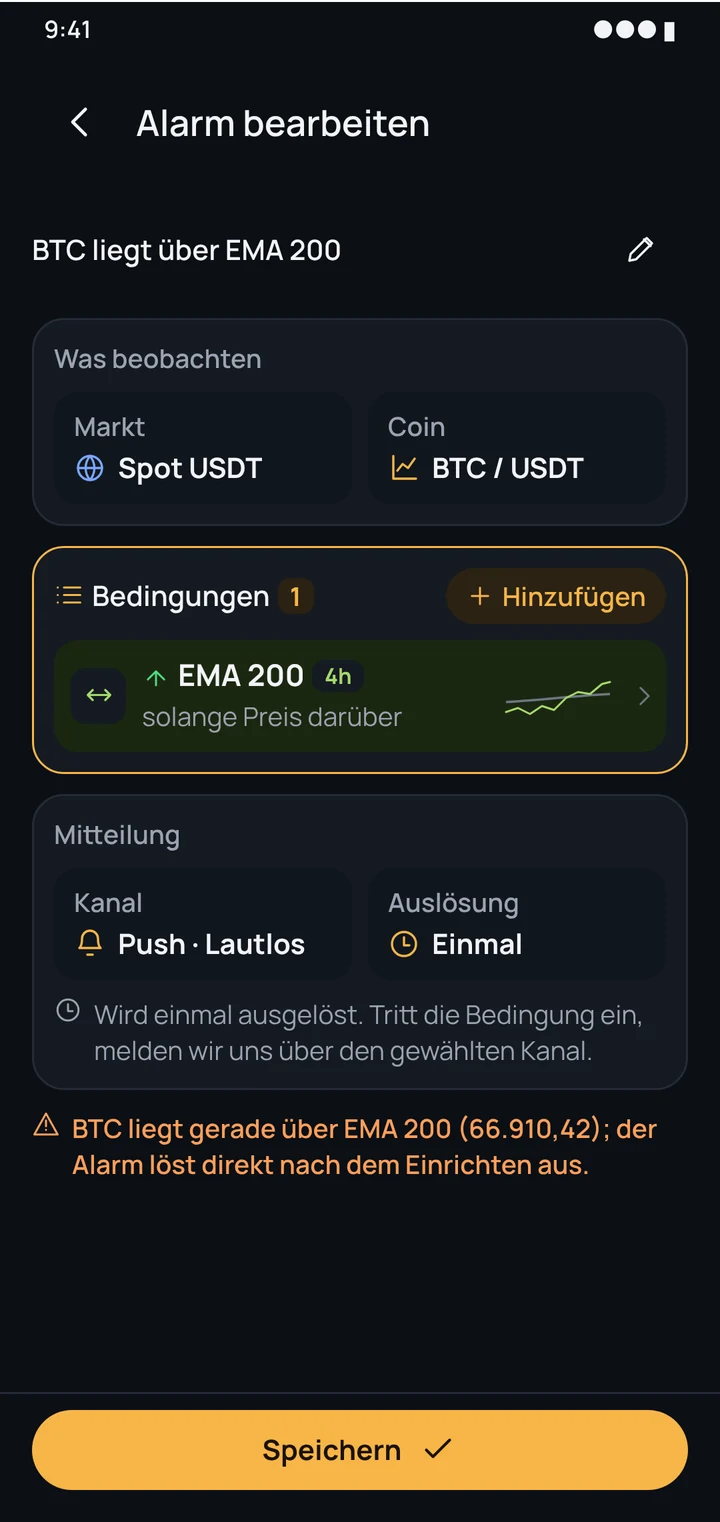 9:41
Alarm bearbeiten
BTC liegt über EMA 200
Was beobachten
Markt
Spot USDT
Coin
BTC / USDT
Bedingungen 1
+ Hinzufügen
EMA 200 4h
solange Preis darüber
Mitteilung
Kanal
Push · Lautlos
Auslösung
Einmal
Wird einmal ausgelöst. Tritt die Bedingung ein,
melden wir uns über den gewählten Kanal.
BTC liegt gerade über EMA 200 (66.910,42); der
Alarm löst direkt nach dem Einrichten aus.
Speichern